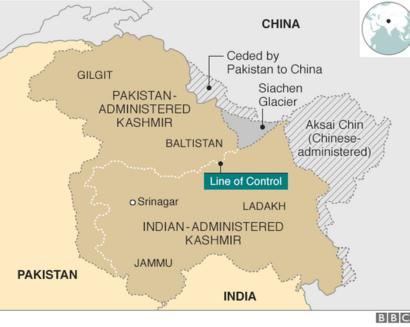 CHINA
Ceded by
Pakistan to China
GILGIT
Siachen
Glacier
PAKISTAN-
ADMINISTERED
KASHMIR
Aksai Chin
(Chinese-
administered)
BALTISTAN
Line of Control
Srinagar
LADAKH
INDIAN-ADMINISTERED
KASHMIR
JAMMU
PAKISTAN
INDIA
BBC